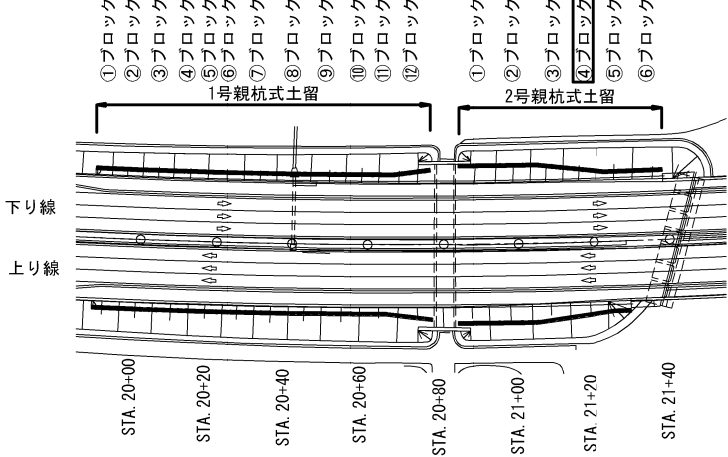 ①ブロック
②ブロック
③ブロック
④ブロック
⑤ブロック
⑥ブロック
⑦ブロック
⑧ブロック
⑨ブロック
⑩ブロック
⑪ブロック
⑫ブロック
①ブロック
②ブロック
③ブロック
④ブロック
⑤ブロック
⑥ブロック
1号親杭式土留
2号親杭式土留
下り線
上り線
STA. 20+00
STA. 20+20
STA. 20+40
STA. 20+60
STA. 20+80
STA. 21+00
STA. 21+20
STA. 21+40